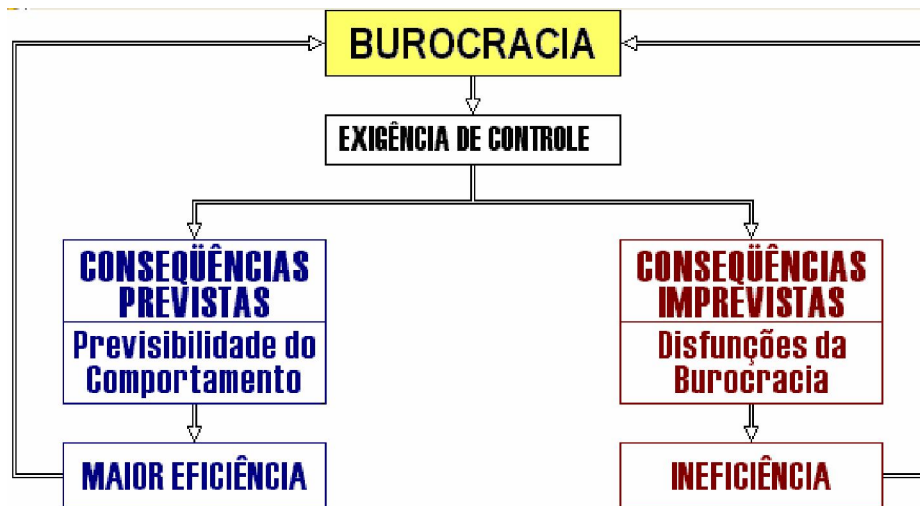 BUROCRACIA
EXIGÊNCIA DE CONTROLE
CONSEQÜÊNCIAS
PREVISTAS
Previsibilidade do
Comportamento
MAIOR EFICIÊNCIA
CONSEQÜÊNCIAS
IMPREVISTAS
Disfunções da
Burocracia
INEFICIÊNCIA